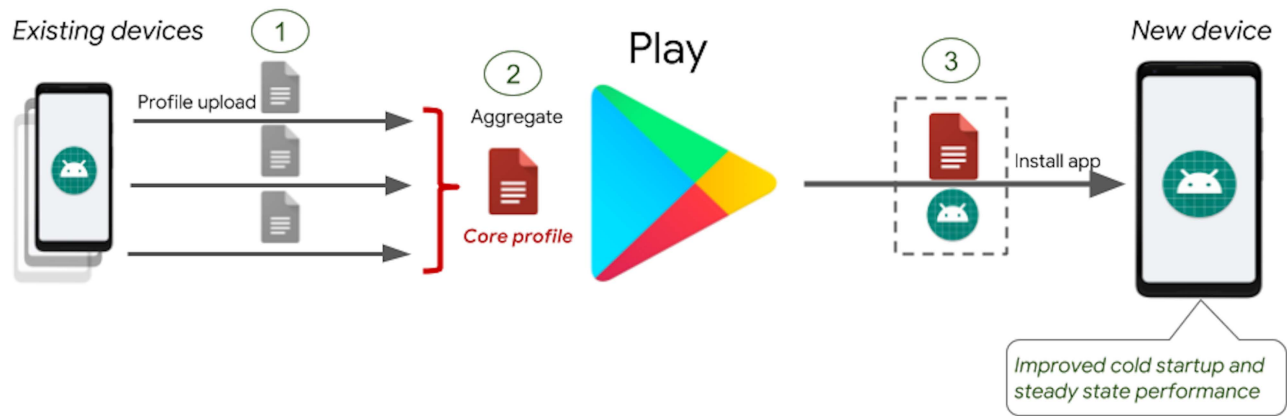 Existing devices
1
Profile upload
2
Aggregate
Core profile
Play
3
Install app
New device
Improved cold startup and
steady state performance